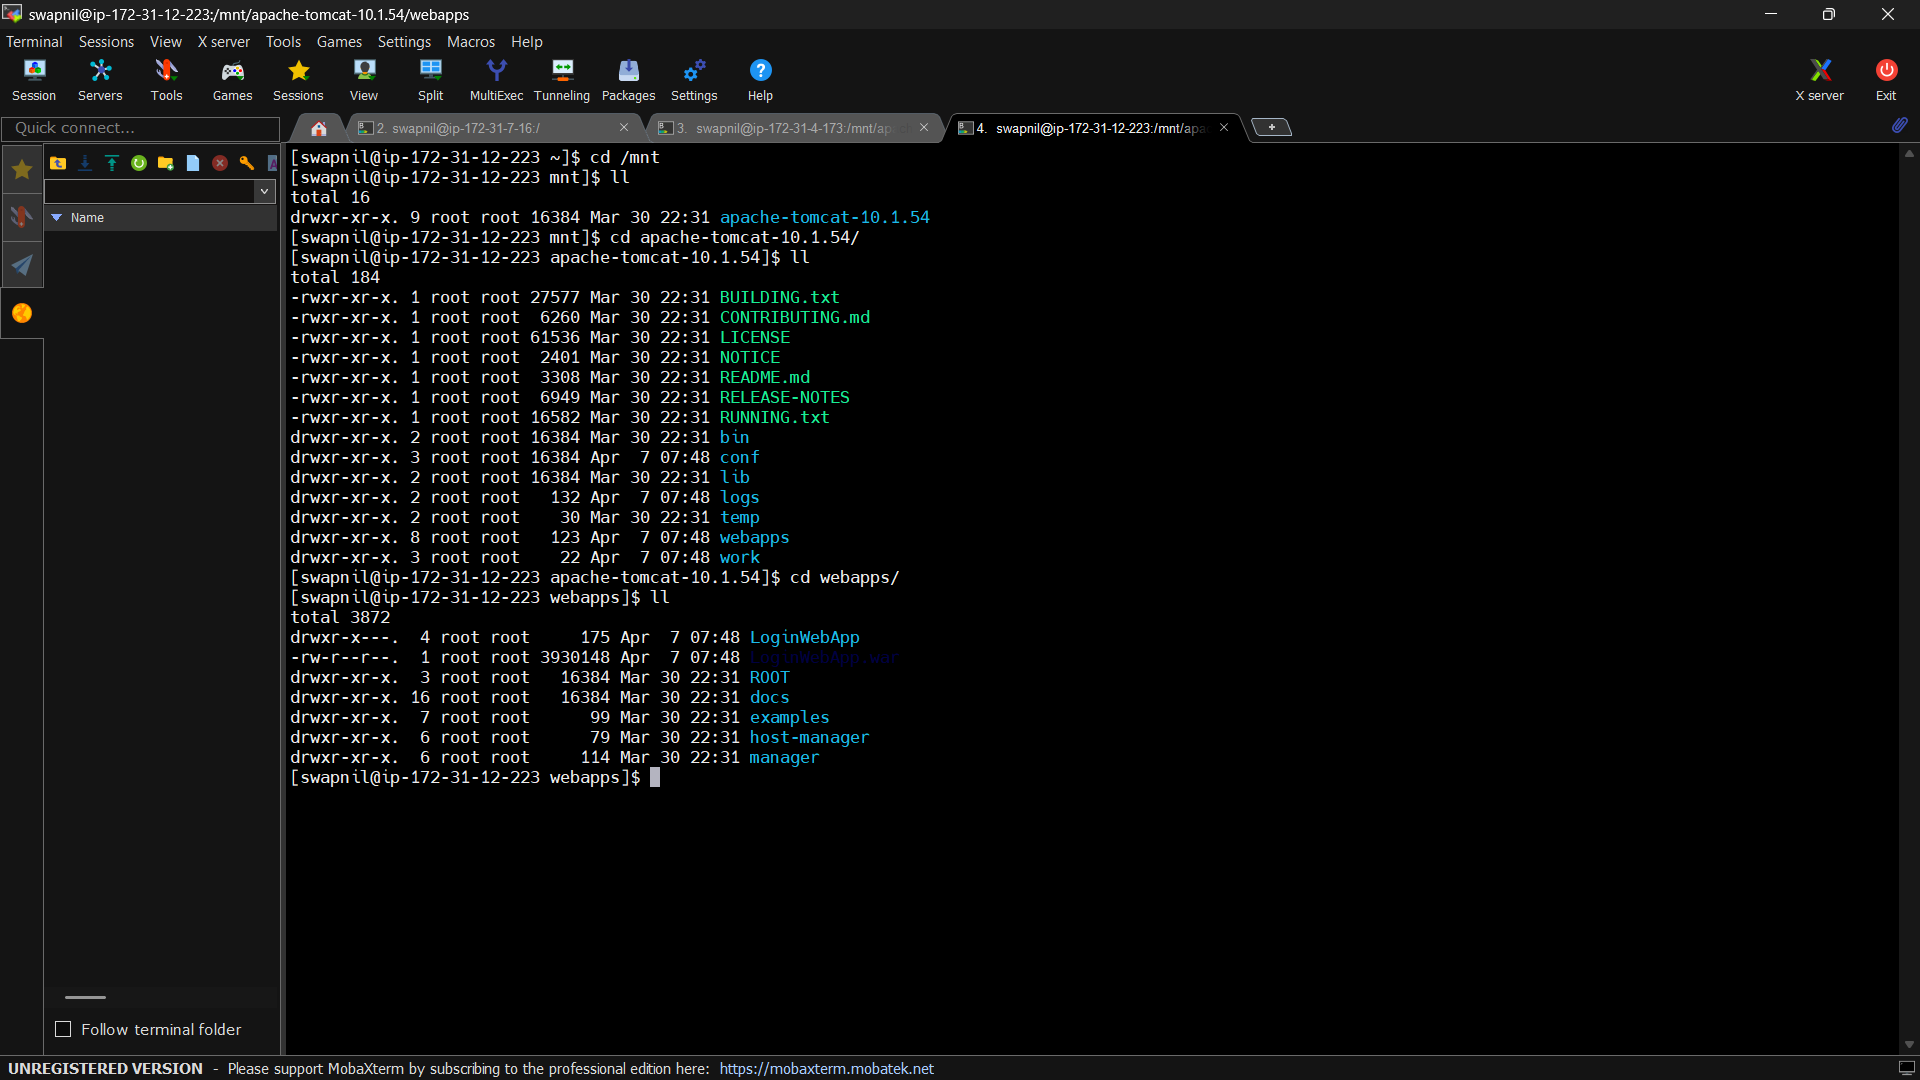 swapnil@ip-172-31-12-223:/mnt/apache-tomcat-10.1.54/webapps
Terminal Sessions View X server Tools Games Settings Macros Help
Session Servers Tools Games Sessions View Split MultiExec Tunneling Packages Settings Help X server Exit
Quick connect...
2. swapnil@ip-172-31-7-16:/
3. swapnil@ip-172-31-4-173:/mnt/ap
4. swapnil@ip-172-31-12-223:/mnt/apa
Name
[swapnil@ip-172-31-12-223 ~]$ cd /mnt
[swapnil@ip-172-31-12-223 mnt]$ ll
total 16
drwxr-xr-x. 9 root root 16384 Mar 30 22:31 apache-tomcat-10.1.54
[swapnil@ip-172-31-12-223 mnt]$ cd apache-tomcat-10.1.54/
[swapnil@ip-172-31-12-223 apache-tomcat-10.1.54]$ ll
total 184
-rwxr-xr-x. 1 root root 27577 Mar 30 22:31 BUILDING.txt
-rwxr-xr-x. 1 root root  6260 Mar 30 22:31 CONTRIBUTING.md
-rwxr-xr-x. 1 root root 61536 Mar 30 22:31 LICENSE
-rwxr-xr-x. 1 root root  2401 Mar 30 22:31 NOTICE
-rwxr-xr-x. 1 root root  3308 Mar 30 22:31 README.md
-rwxr-xr-x. 1 root root  6949 Mar 30 22:31 RELEASE-NOTES
-rwxr-xr-x. 1 root root 16582 Mar 30 22:31 RUNNING.txt
drwxr-xr-x. 2 root root 16384 Mar 30 22:31 bin
drwxr-xr-x. 3 root root 16384 Apr  7 07:48 conf
drwxr-xr-x. 2 root root 16384 Mar 30 22:31 lib
drwxr-xr-x. 2 root root   132 Apr  7 07:48 logs
drwxr-xr-x. 2 root root    30 Mar 30 22:31 temp
drwxr-xr-x. 8 root root   123 Apr  7 07:48 webapps
drwxr-xr-x. 3 root root    22 Apr  7 07:48 work
[swapnil@ip-172-31-12-223 apache-tomcat-10.1.54]$ cd webapps/
[swapnil@ip-172-31-12-223 webapps]$ ll
total 3872
drwxr-x---.  4 root root     175 Apr  7 07:48 LoginWebApp
-rw-r--r--.  1 root root 3930148 Apr  7 07:48 LoginWebApp.war
drwxr-xr-x.  3 root root   16384 Mar 30 22:31 ROOT
drwxr-xr-x. 16 root root   16384 Mar 30 22:31 docs
drwxr-xr-x.  7 root root      99 Mar 30 22:31 examples
drwxr-xr-x.  6 root root      79 Mar 30 22:31 host-manager
drwxr-xr-x.  6 root root     114 Mar 30 22:31 manager
[swapnil@ip-172-31-12-223 webapps]$
Follow terminal folder
UNREGISTERED VERSION - Please support MobaXterm by subscribing to the professional edition here: https://mobaxterm.mobatek.net